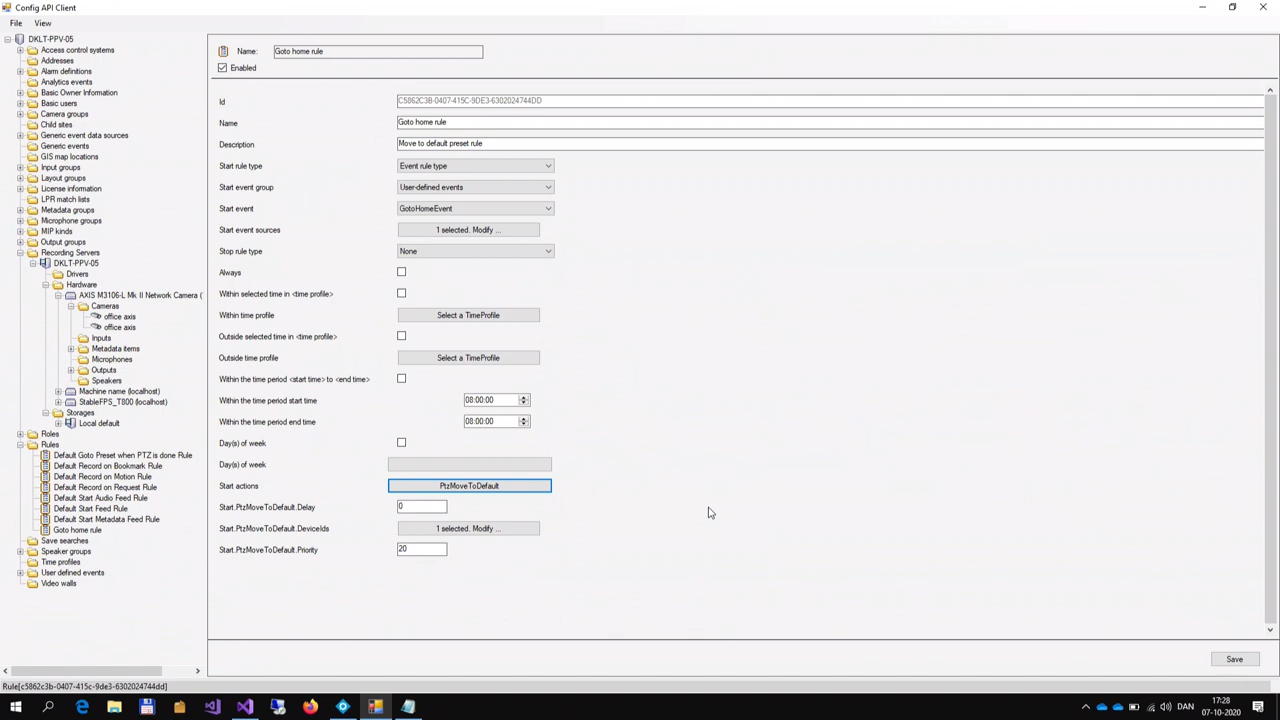 Config API Client
File View
DKLT-PPV-05
Access control systems
Addresses
Alarm definitions
Analytics events
Basic Owner Information
Basic users
Camera groups
Child sites
Generic event data sources
Generic events
GIS map locations
Input groups
Layout groups
License information
LPR match lists
Metadata groups
Microphone groups
MIP kinds
Output groups
Recording Servers
DKLT-PPV-05
Drivers
Hardware
AXIS M3106-L Mk II Network Camera (
Cameras
office axis
office axis
Inputs
Metadata items
Microphones
Outputs
Speakers
Machine name (localhost)
StableFPS_T800 (localhost)
Storages
Local default
Roles
Rules
Default Goto Preset when PTZ is done Rule
Default Record on Bookmark Rule
Default Record on Motion Rule
Default Record on Request Rule
Default Start Audio Feed Rule
Default Start Feed Rule
Default Start Metadata Feed Rule
Goto home rule
Save searches
Speaker groups
Time profiles
User defined events
Video walls
Name: Goto home rule
Enabled
Id C5862C3B-0407-415C-9DE3-6302024744DD
Name Goto home rule
Description Move to default preset rule
Start rule type Event rule type
Start event group User-defined events
Start event GotoHomeEvent
Start event sources 1 selected. Modify ...
Stop rule type None
Always
Within selected time in <time profile>
Within time profile Select a TimeProfile
Outside selected time in <time profile>
Outside time profile Select a TimeProfile
Within the time period <start time> to <end time>
Within the time period start time 08:00:00
Within the time period end time 08:00:00
Day(s) of week
Day(s) of week
Start actions PtzMoveToDefault
Start.PtzMoveToDefault.Delay 0
Start.PtzMoveToDefault.DeviceIds 1 selected. Modify ...
Start.PtzMoveToDefault.Priority 20
Save
Rule[c5862c3b-0407-415c-9de3-6302024744dd]
DAN
17:28
07-10-2020